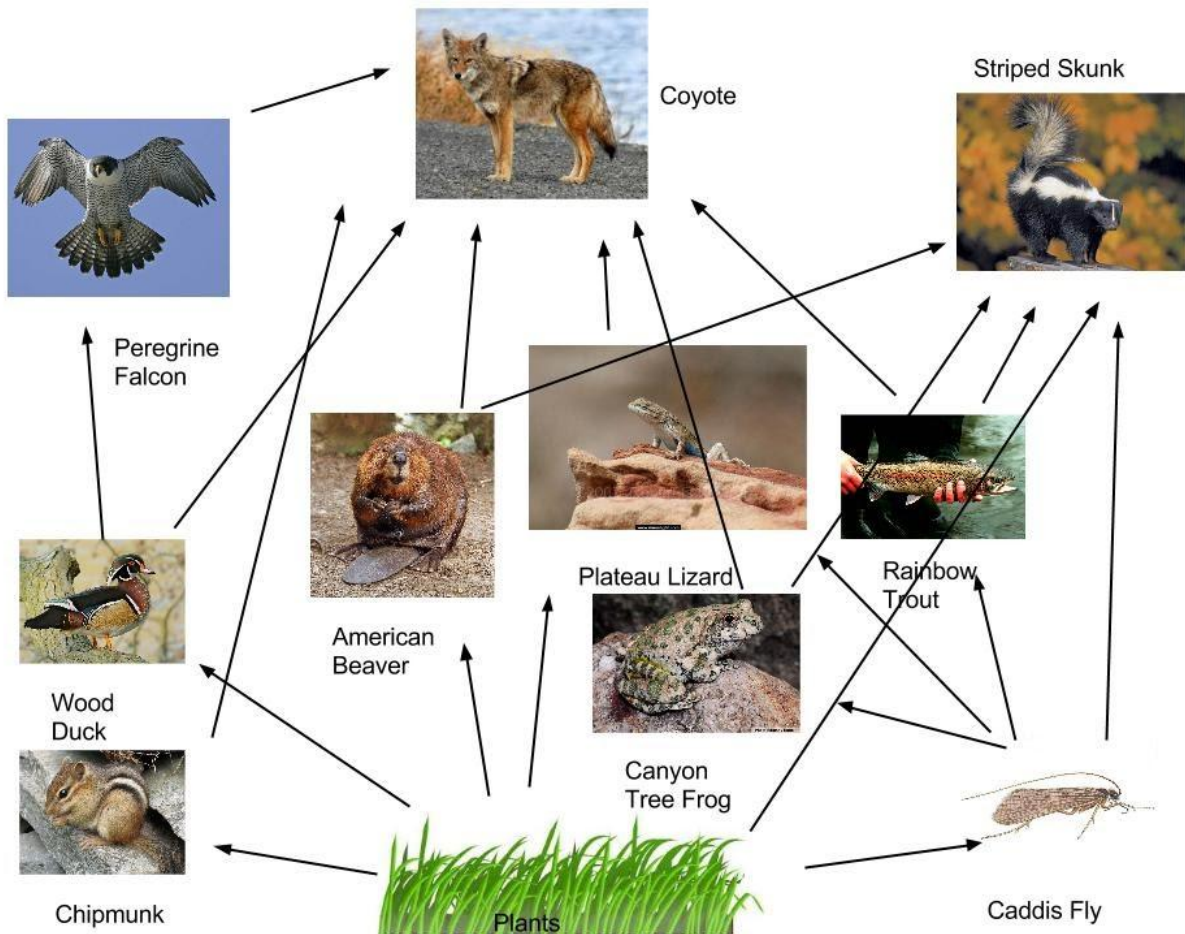 Striped Skunk
Coyote
Peregrine
Falcon
Plateau Lizard
Rainbow
Trout
American
Beaver
Wood
Duck
Canyon
Tree Frog
Chipmunk
Plants
Caddis Fly